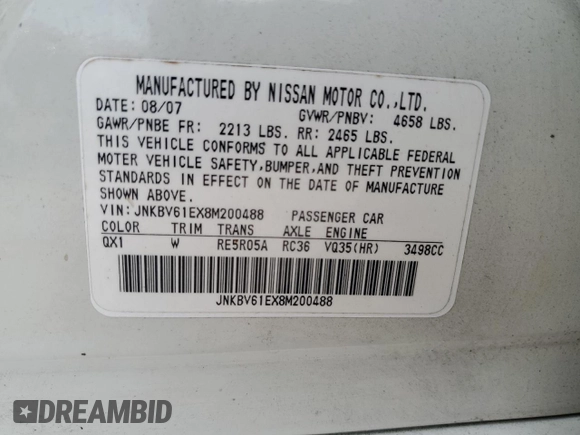 MANUFACTURED BY NISSAN MOTOR CO.,LTD.
DATE: 08/07 GVWR/PNBV: 4658 LBS.
GAWR/PNBE FR: 2213 LBS. RR: 2465 LBS.
THIS VEHICLE CONFORMS TO ALL APPLICABLE FEDERAL
MOTOR VEHICLE SAFETY,BUMPER,AND THEFT PREVENTION
STANDARDS IN EFFECT ON THE DATE OF MANUFACTURE
SHOWN ABOVE.
VIN: JNKBV61EX8M200488 PASSENGER CAR
COLOR TRIM TRANS AXLE ENGINE
QX1 W RE5R05A RC36 VQ35(HR) 3498CC
JNKBV61EX8M200488
DREAMBID